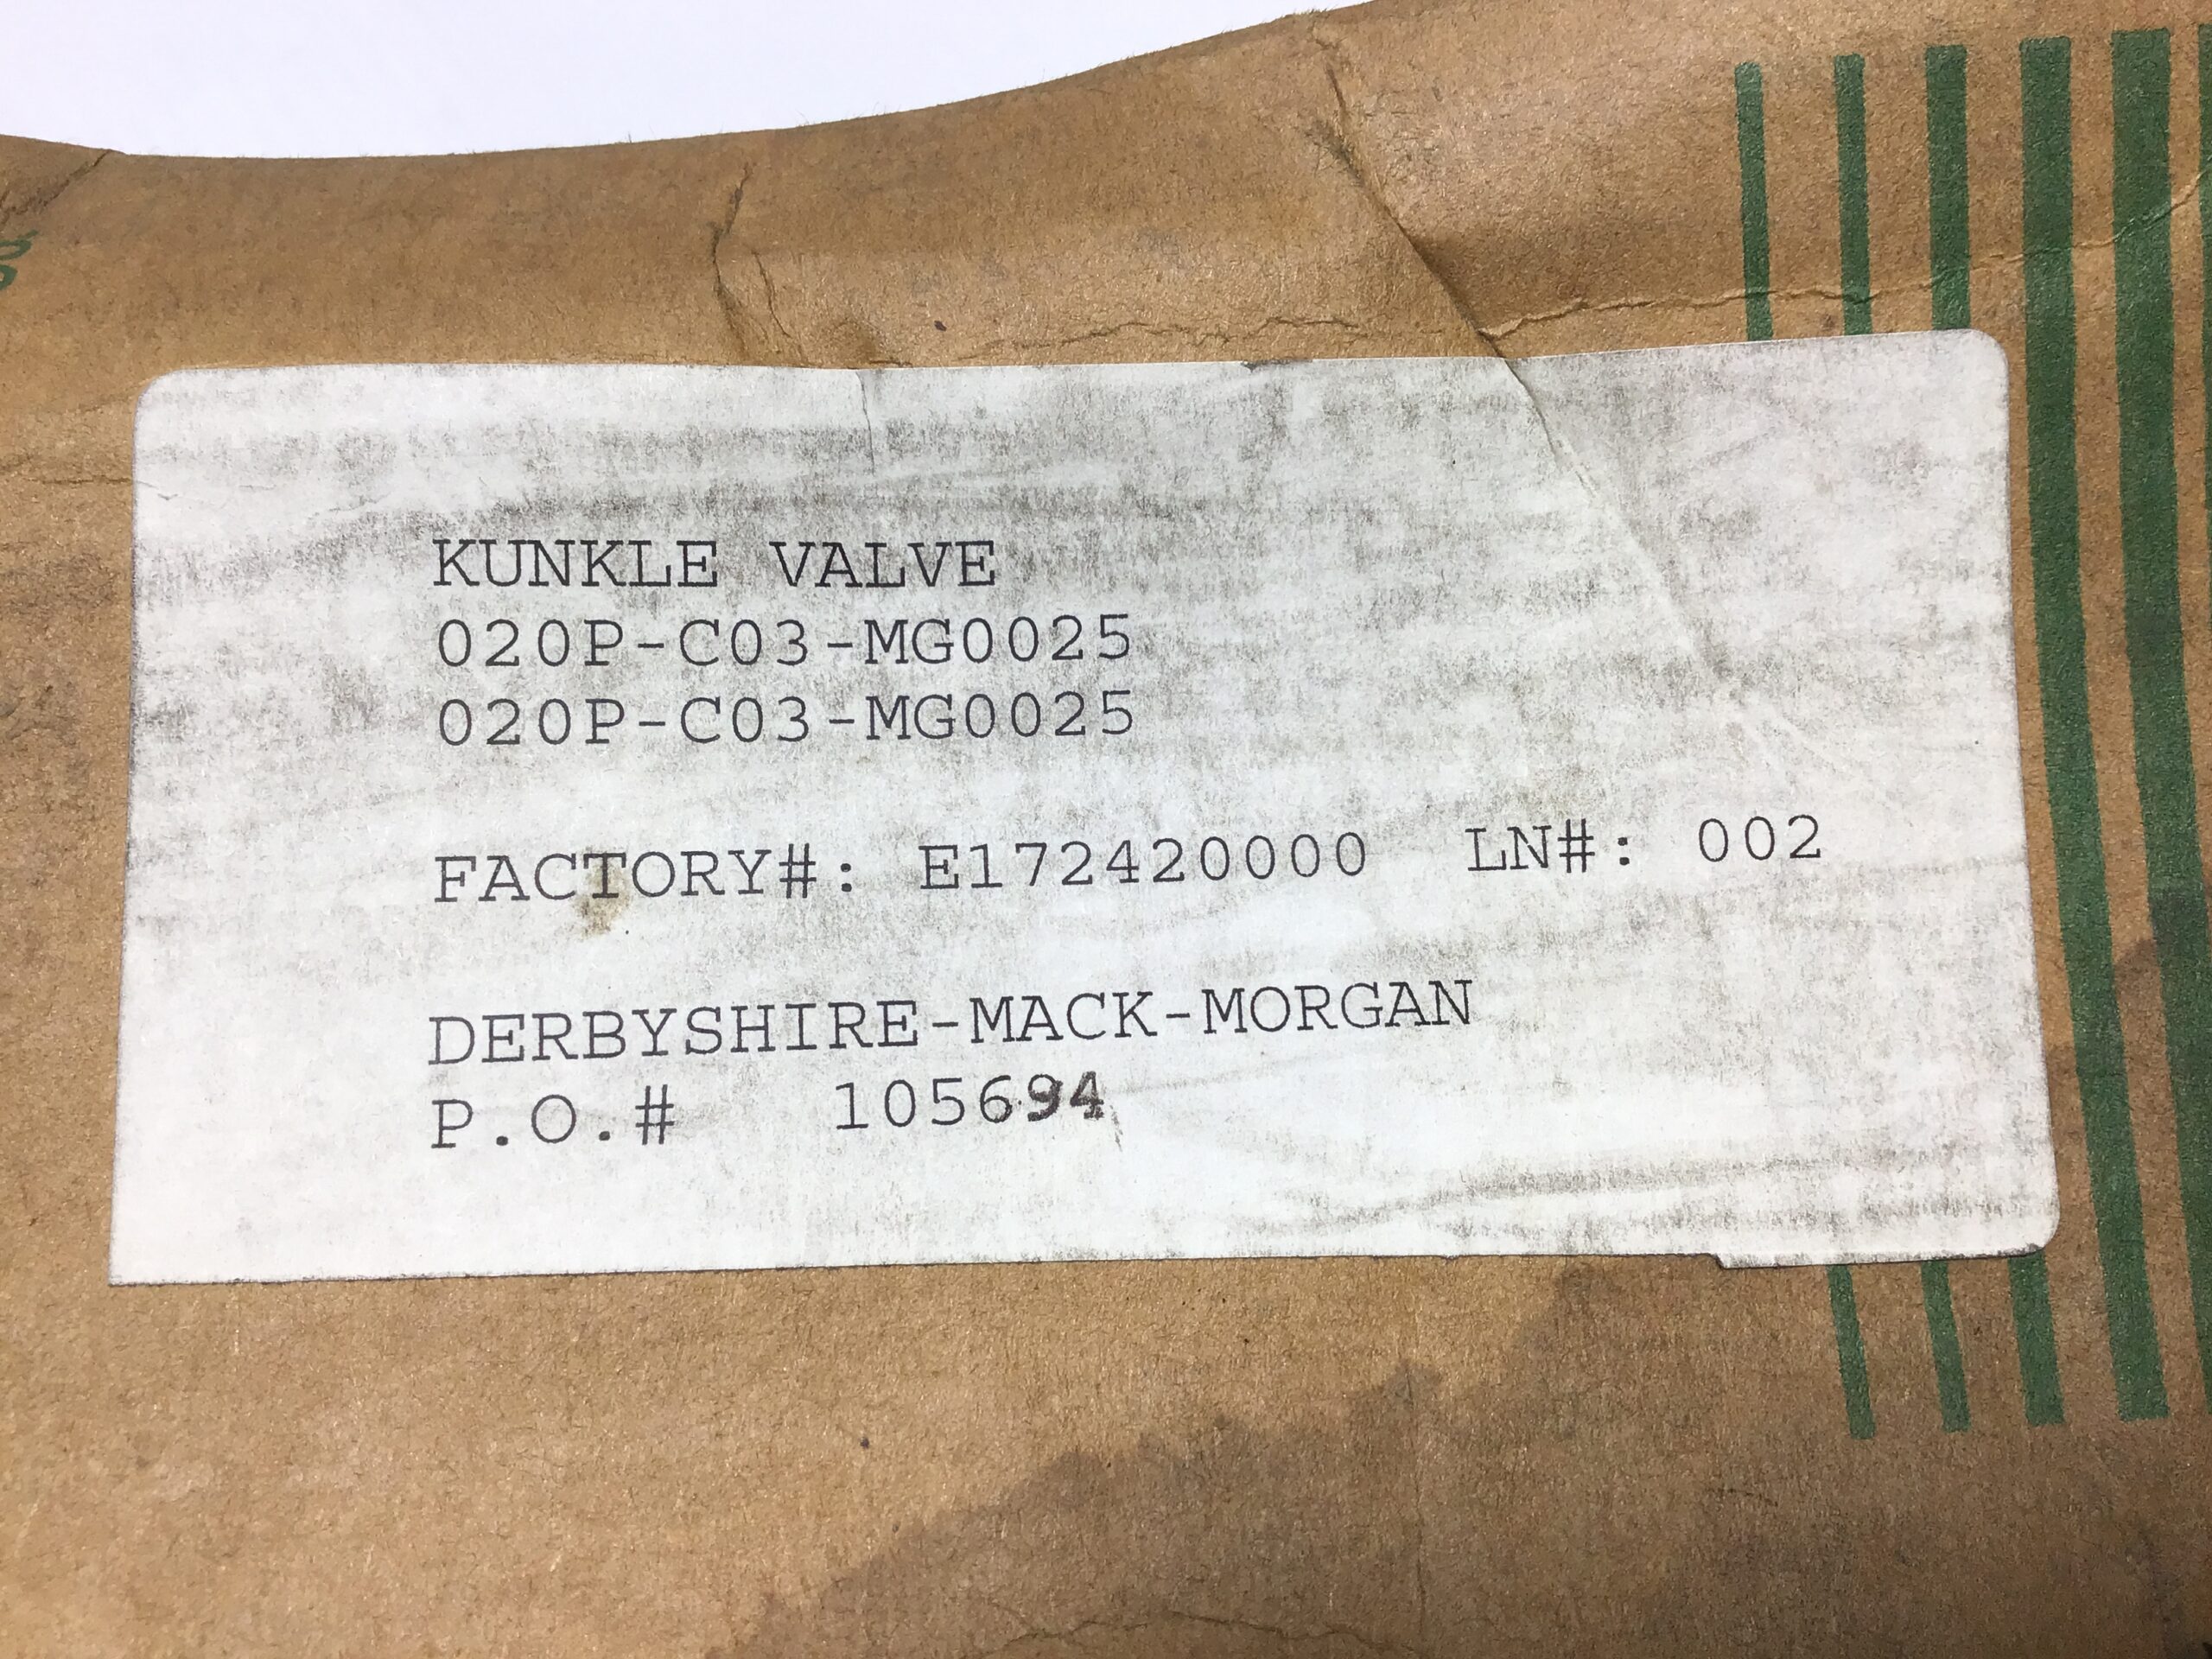 KUNKLE VALVE
020P-C03-MG0025
020P-C03-MG0025
FACTORY#: E172420000 LN#: 002
DERBYSHIRE-MACK-MORGAN
P.O.# 105694